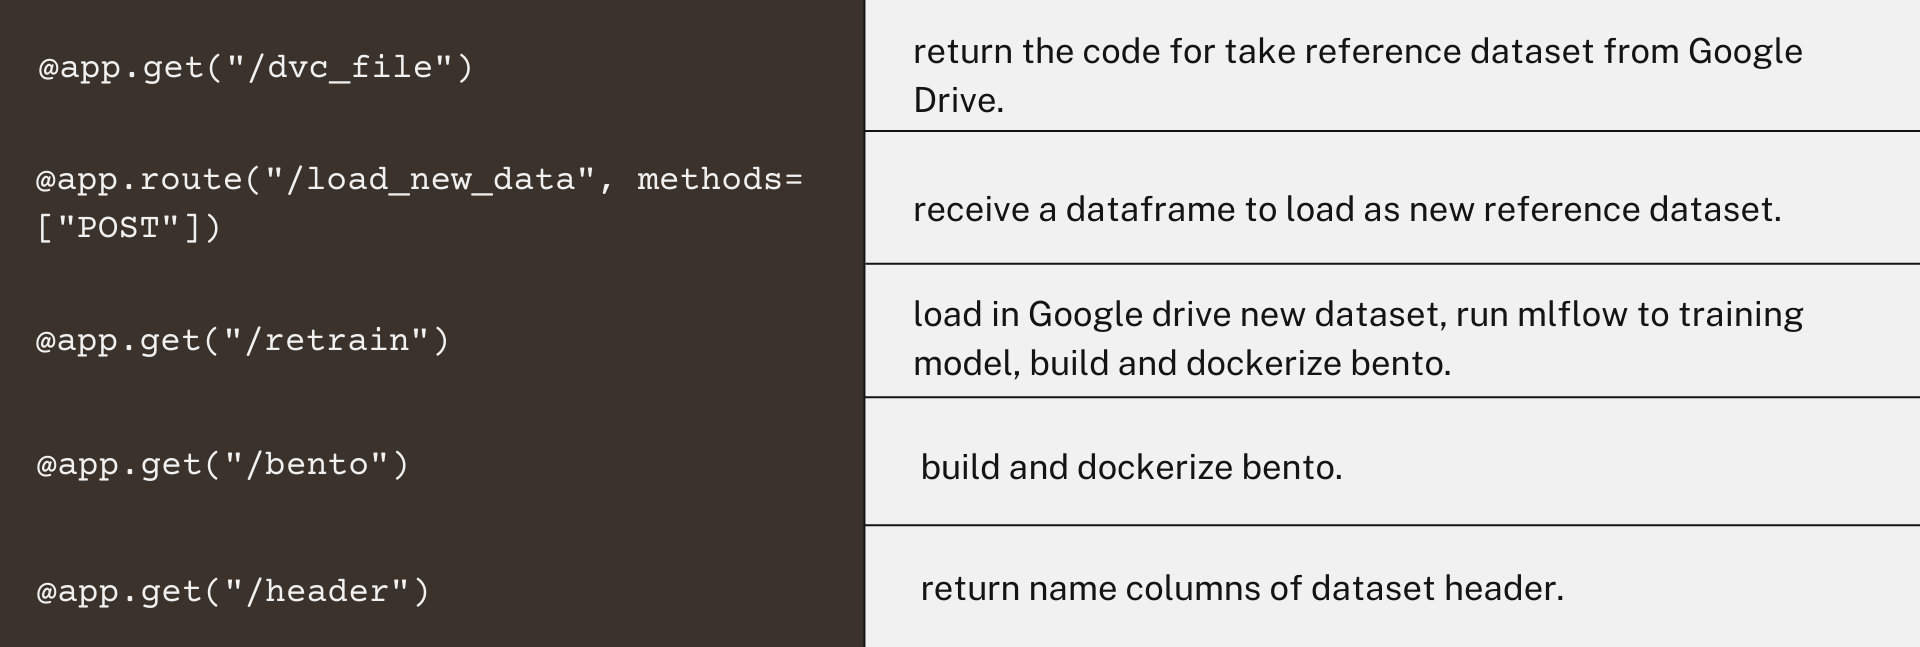 @app.get("/dvc_file")
return the code for take reference dataset from Google
Drive.
@app.route("/load_new_data", methods=
["POST"])
receive a dataframe to load as new reference dataset.
@app.get("/retrain")
load in Google drive new dataset, run mlflow to training
model, build and dockerize bento.
@app.get("/bento")
build and dockerize bento.
@app.get("/header")
return name columns of dataset header.